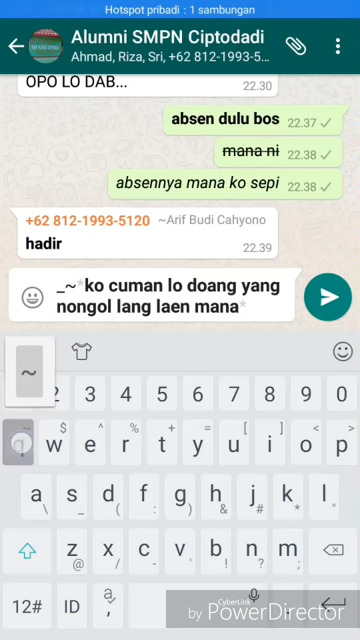 Hotspot pribadi : 1 sambungan
Alumni SMPN Ciptodadi
Ahmad, Riza, Sri, +62 812-1993-5...
OPO LO DAB... 22.30
absen dulu bos 22.37
mana ni 22.38
absennya mana ko sepi 22.38
+62 812-1993-5120 ~Arif Budi Cahyono
hadir 22.39
_~*ko cuman lo doang yang
nongol lang laen mana*
~
2 3 4 5 6 7 8 9 0
~ $ ^ % + = [ ] < >
q w e r t y u i o p
a s d f g h j k l
\ _ ( : ) & # * "
z x c v b n m
@ / - ' ! ? ;
12# ID á ,
CyberLink
by PowerDirector